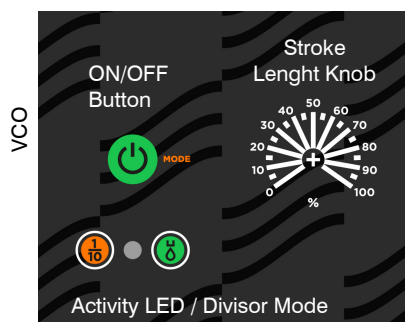 VCO
ON/OFF
Button
MODE
Stroke
Lenght Knob
0
10
20
30
40
50
60
70
80
90
100
%
1
10
Activity LED / Divisor Mode